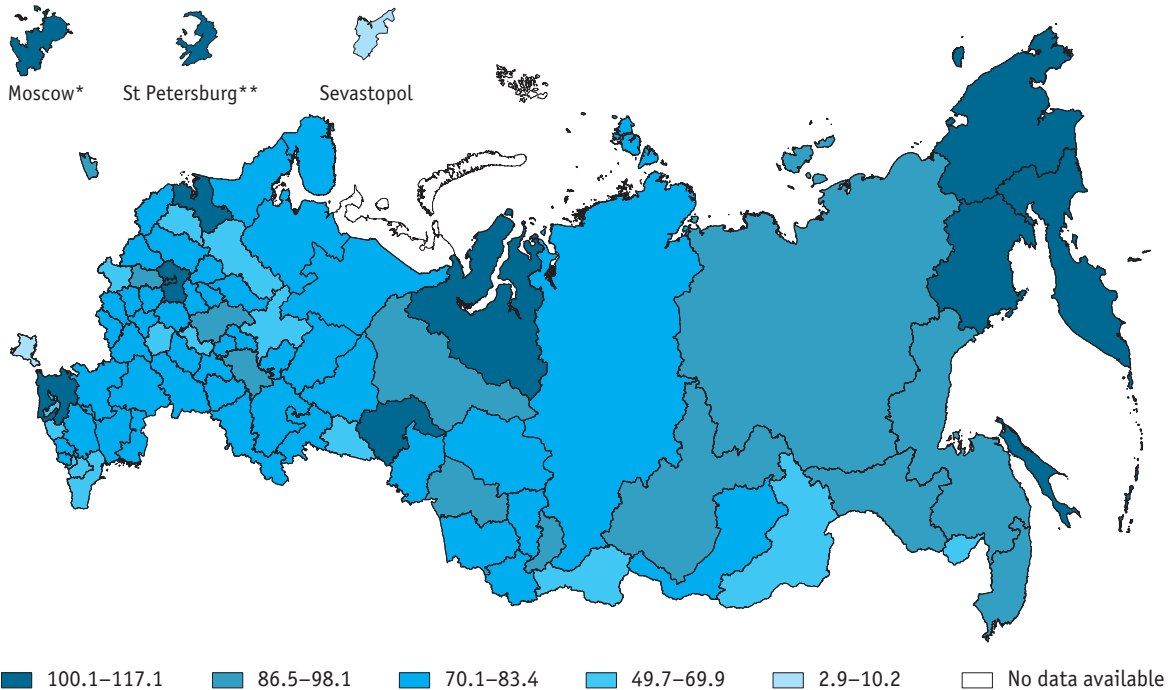 Moscow* St Petersburg** Sevastopol
100.1–117.1 86.5–98.1 70.1–83.4 49.7–69.9 2.9–10.2 No data available